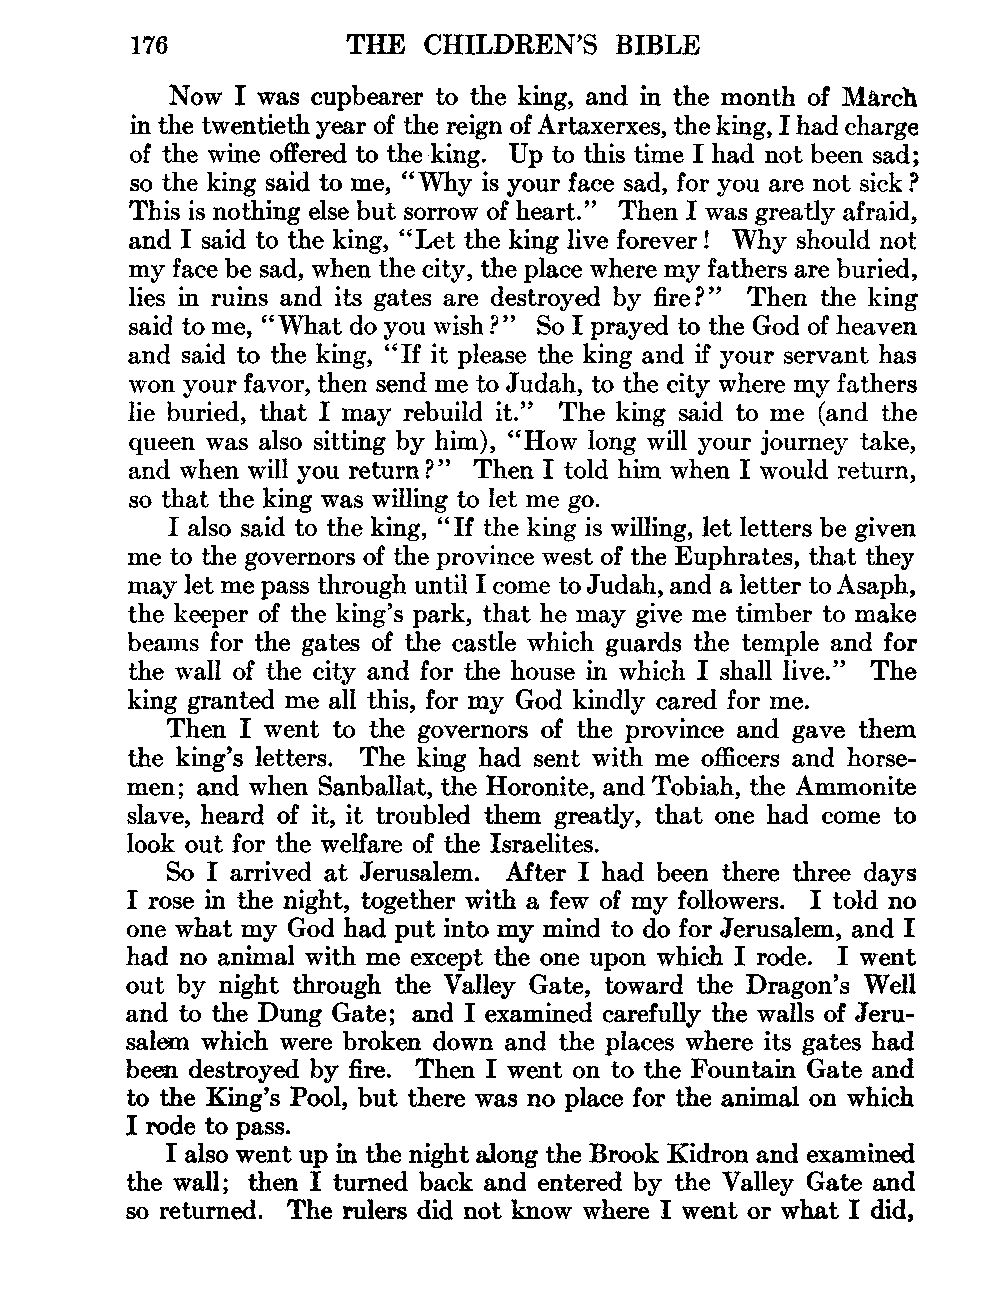 176 THE CHILDREN'S BIBLE
Now I was cupbearer to the king, and in the month of March
in the twentieth year of the reign of Artaxerxes, the king, I had charge
of the wine offered to the king. Up to this time I had not been sad;
so the king said to me, “Why is your face sad, for you are not sick?
This is nothing else but sorrow of heart.” Then I was greatly afraid,
and I said to the king, “Let the king live forever! Why should not
my face be sad, when the city, the place where my fathers are buried,
lies in ruins and its gates are destroyed by fire?” Then the king
said to me, “What do you wish?” So I prayed to the God of heaven
and said to the king, “If it please the king and if your servant has
won your favor, then send me to Judah, to the city where my fathers
lie buried, that I may rebuild it.” The king said to me (and the
queen was also sitting by him), “How long will your journey take,
and when will you return?” Then I told him when I would return,
so that the king was willing to let me go.
I also said to the king, “If the king is willing, let letters be given
me to the governors of the province west of the Euphrates, that they
may let me pass through until I come to Judah, and a letter to Asaph,
the keeper of the king's park, that he may give me timber to make
beams for the gates of the castle which guards the temple and for
the wall of the city and for the house in which I shall live.” The
king granted me all this, for my God kindly cared for me.
Then I went to the governors of the province and gave them
the king's letters. The king had sent with me officers and horse-
men; and when Sanballat, the Horonite, and Tobiah, the Ammonite
slave, heard of it, it troubled them greatly, that one had come to
look out for the welfare of the Israelites.
So I arrived at Jerusalem. After I had been there three days
I rose in the night, together with a few of my followers. I told no
one what my God had put into my mind to do for Jerusalem, and I
had no animal with me except the one upon which I rode. I went
out by night through the Valley Gate, toward the Dragon's Well
and to the Dung Gate; and I examined carefully the walls of Jeru-
salem which were broken down and the places where its gates had
been destroyed by fire. Then I went on to the Fountain Gate and
to the King's Pool, but there was no place for the animal on which
I rode to pass.
I also went up in the night along the Brook Kidron and examined
the wall; then I turned back and entered by the Valley Gate and
so returned. The rulers did not know where I went or what I did,